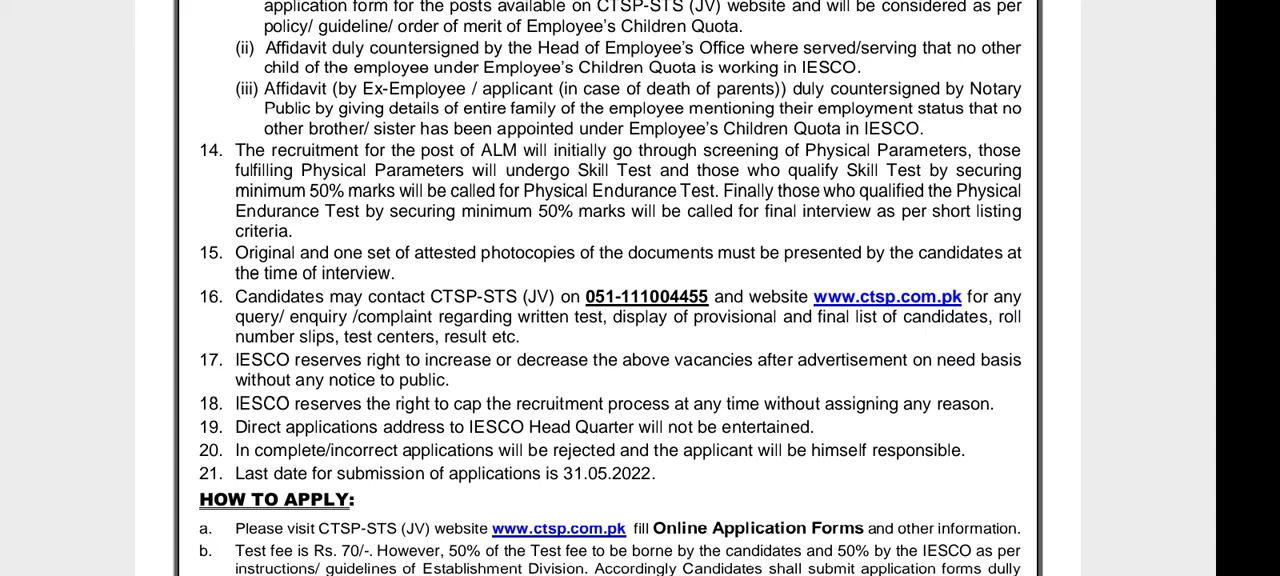 application form for the posts available on CTSP-STS (JV) website and will be considered as per
policy/ guideline/ order of merit of Employee's Children Quota.
(ii) Affidavit duly countersigned by the Head of Employee's Office where served/serving that no other
child of the employee under Employee's Children Quota is working in IESCO.
(iii) Affidavit (by Ex-Employee / applicant (in case of death of parents)) duly countersigned by Notary
Public by giving details of entire family of the employee mentioning their employment status that no
other brother/ sister has been appointed under Employee's Children Quota in IESCO.
14. The recruitment for the post of ALM will initially go through screening of Physical Parameters, those
fulfilling Physical Parameters will undergo Skill Test and those who qualify Skill Test by securing
minimum 50% marks will be called for Physical Endurance Test. Finally those who qualified the Physical
Endurance Test by securing minimum 50% marks will be called for final interview as per short listing
criteria.
15. Original and one set of attested photocopies of the documents must be presented by the candidates at
the time of interview.
16. Candidates may contact CTSP-STS (JV) on 051-111004455 and website www.ctsp.com.pk for any
query/ enquiry /complaint regarding written test, display of provisional and final list of candidates, roll
number slips, test centers, result etc.
17. IESCO reserves right to increase or decrease the above vacancies after advertisement on need basis
without any notice to public.
18. IESCO reserves the right to cap the recruitment process at any time without assigning any reason.
19. Direct applications address to IESCO Head Quarter will not be entertained.
20. In complete/incorrect applications will be rejected and the applicant will be himself responsible.
21. Last date for submission of applications is 31.05.2022.
HOW TO APPLY:
a. Please visit CTSP-STS (JV) website www.ctsp.com.pk fill Online Application Forms and other information.
b. Test fee is Rs. 70/-. However, 50% of the Test fee to be borne by the candidates and 50% by the IESCO as per
instructions/ guidelines of Establishment Division. Accordingly Candidates shall submit application forms dully